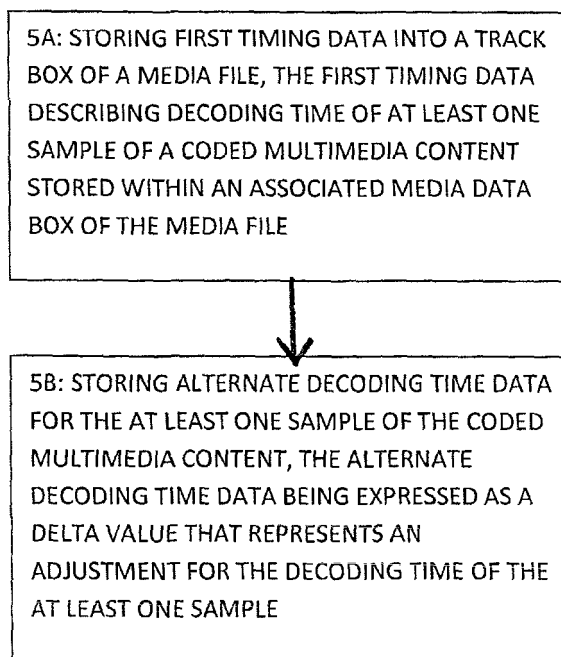 5A: STORING FIRST TIMING DATA INTO A TRACK
BOX OF A MEDIA FILE, THE FIRST TIMING DATA
DESCRIBING DECODING TIME OF AT LEAST ONE
SAMPLE OF A CODED MULTIMEDIA CONTENT
STORED WITHIN AN ASSOCIATED MEDIA DATA
BOX OF THE MEDIA FILE
5B: STORING ALTERNATE DECODING TIME DATA
FOR THE AT LEAST ONE SAMPLE OF THE CODED
MULTIMEDIA CONTENT, THE ALTERNATE
DECODING TIME DATA BEING EXPRESSED AS A
DELTA VALUE THAT REPRESENTS AN
ADJUSTMENT FOR THE DECODING TIME OF THE
AT LEAST ONE SAMPLE